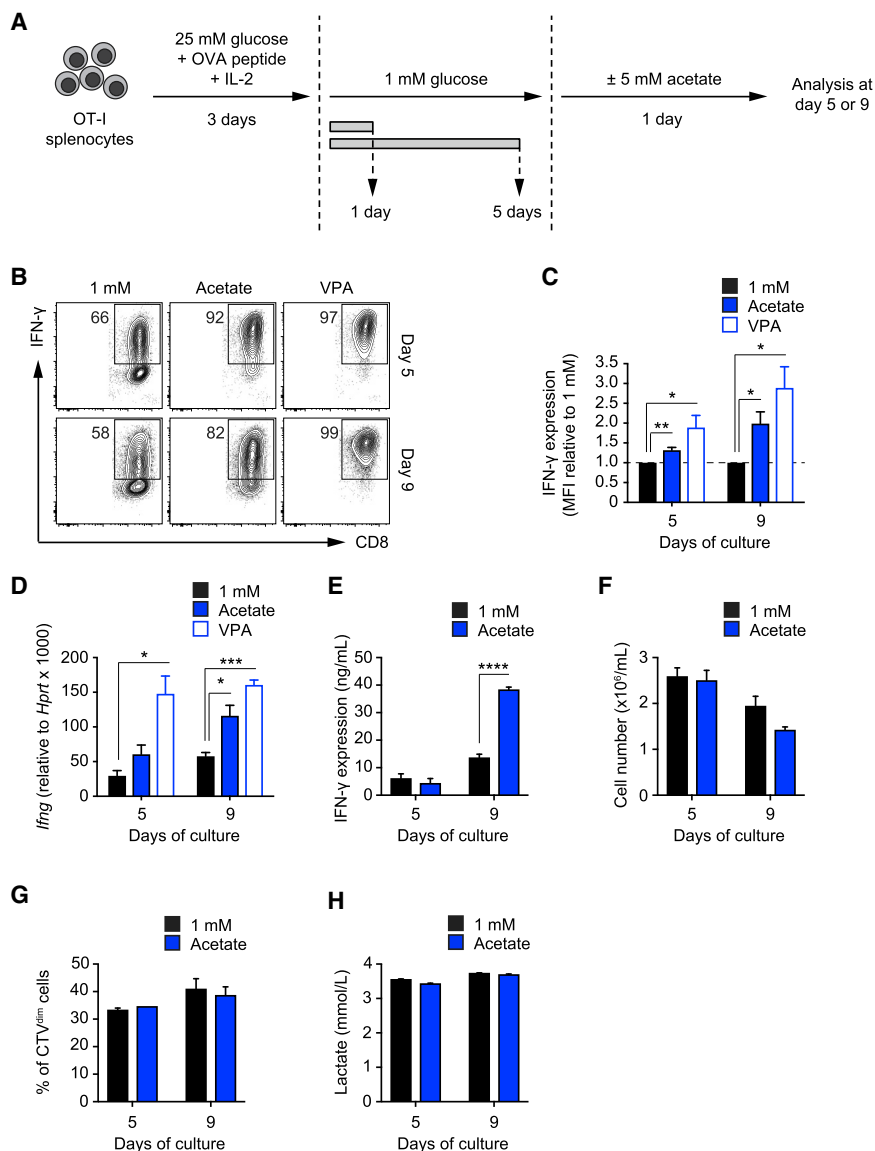 A
25 mM glucose
+ OVA peptide
+ IL-2
3 days
OT-I
splenocytes
1 mM glucose
1 day
5 days
± 5 mM acetate
1 day
Analysis at
day 5 or 9
B
1 mM Acetate VPA
IFN-γ
66 92 97
Day 5
58 82 99
Day 9
CD8
C
1 mM
Acetate
VPA
IFN-γ expression
(MFI relative to 1 mM)
3.5
3.0
2.5
2.0
1.5
1.0
0.5
0
** * * *
5 9
Days of culture
D
1 mM
Acetate
VPA
Ifng (relative to Hprt x 1000)
200
150
100
50
0
* *** *
5 9
Days of culture
E
1 mM
Acetate
IFN-γ expression (ng/mL)
50
40
30
20
10
0
****
5 9
Days of culture
F
1 mM
Acetate
Cell number (x10⁶/mL)
3
2
1
0
5 9
Days of culture
G
1 mM
Acetate
% of CTVᵈⁱᵐ cells
50
40
30
20
10
0
5 9
Days of culture
H
1 mM
Acetate
Lactate (mmol/L)
4
3
2
1
0
5 9
Days of culture